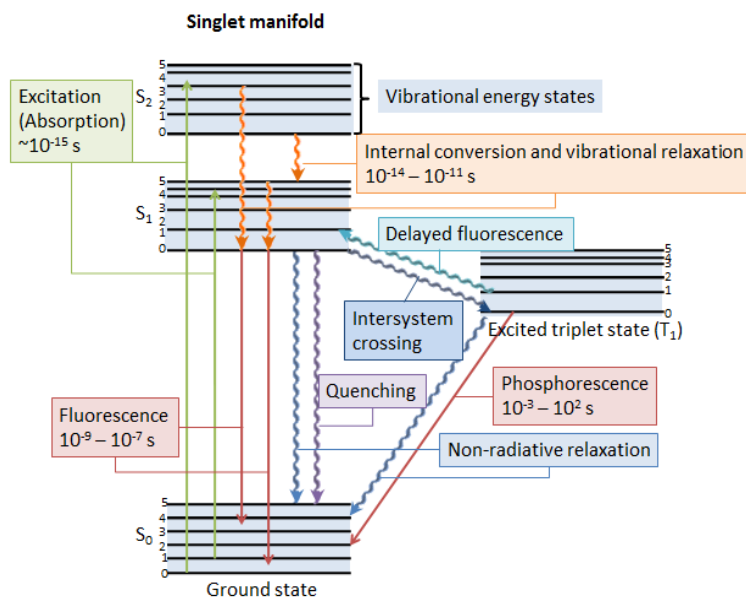 Singlet manifold
5
4
3
2
1
0
S₂
Vibrational energy states
Excitation
(Absorption)
~10⁻¹⁵ s
Internal conversion and vibrational relaxation
10⁻¹⁴ – 10⁻¹¹ s
5
4
3
2
1
0
S₁
Delayed fluorescence
5
4
3
2
1
0
Excited triplet state (T₁)
Intersystem
crossing
Phosphorescence
10⁻³ – 10² s
Quenching
Fluorescence
10⁻⁹ – 10⁻⁷ s
Non-radiative relaxation
5
4
3
2
1
0
S₀
Ground state